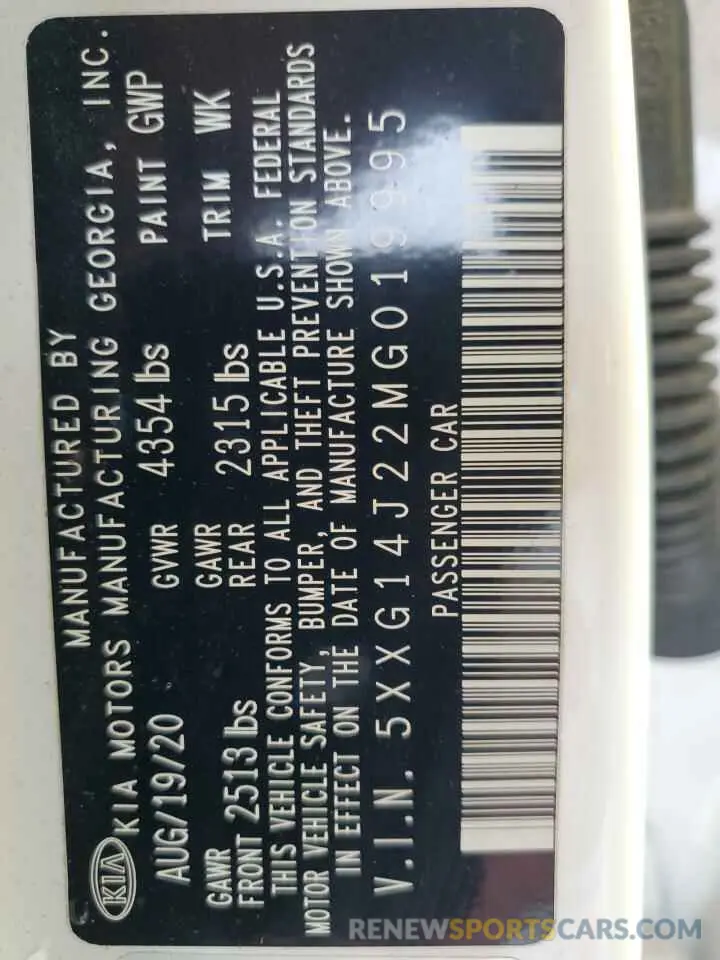 MANUFACTURED BY
KIA KIA MOTORS MANUFACTURING GEORGIA, INC.
AUG/19/20 GVWR 4354 lbs PAINT GWP
GAWR FRONT 2513 lbs GAWR REAR 2315 lbs TRIM WK
THIS VEHICLE CONFORMS TO ALL APPLICABLE U.S.A. FEDERAL
MOTOR VEHICLE SAFETY, BUMPER, AND THEFT PREVENTION STANDARDS
IN EFFECT ON THE DATE OF MANUFACTURE SHOWN ABOVE.
V.I.N. 5XXG14J22MG019995
PASSENGER CAR
RENEWSPORTSCARS.COM